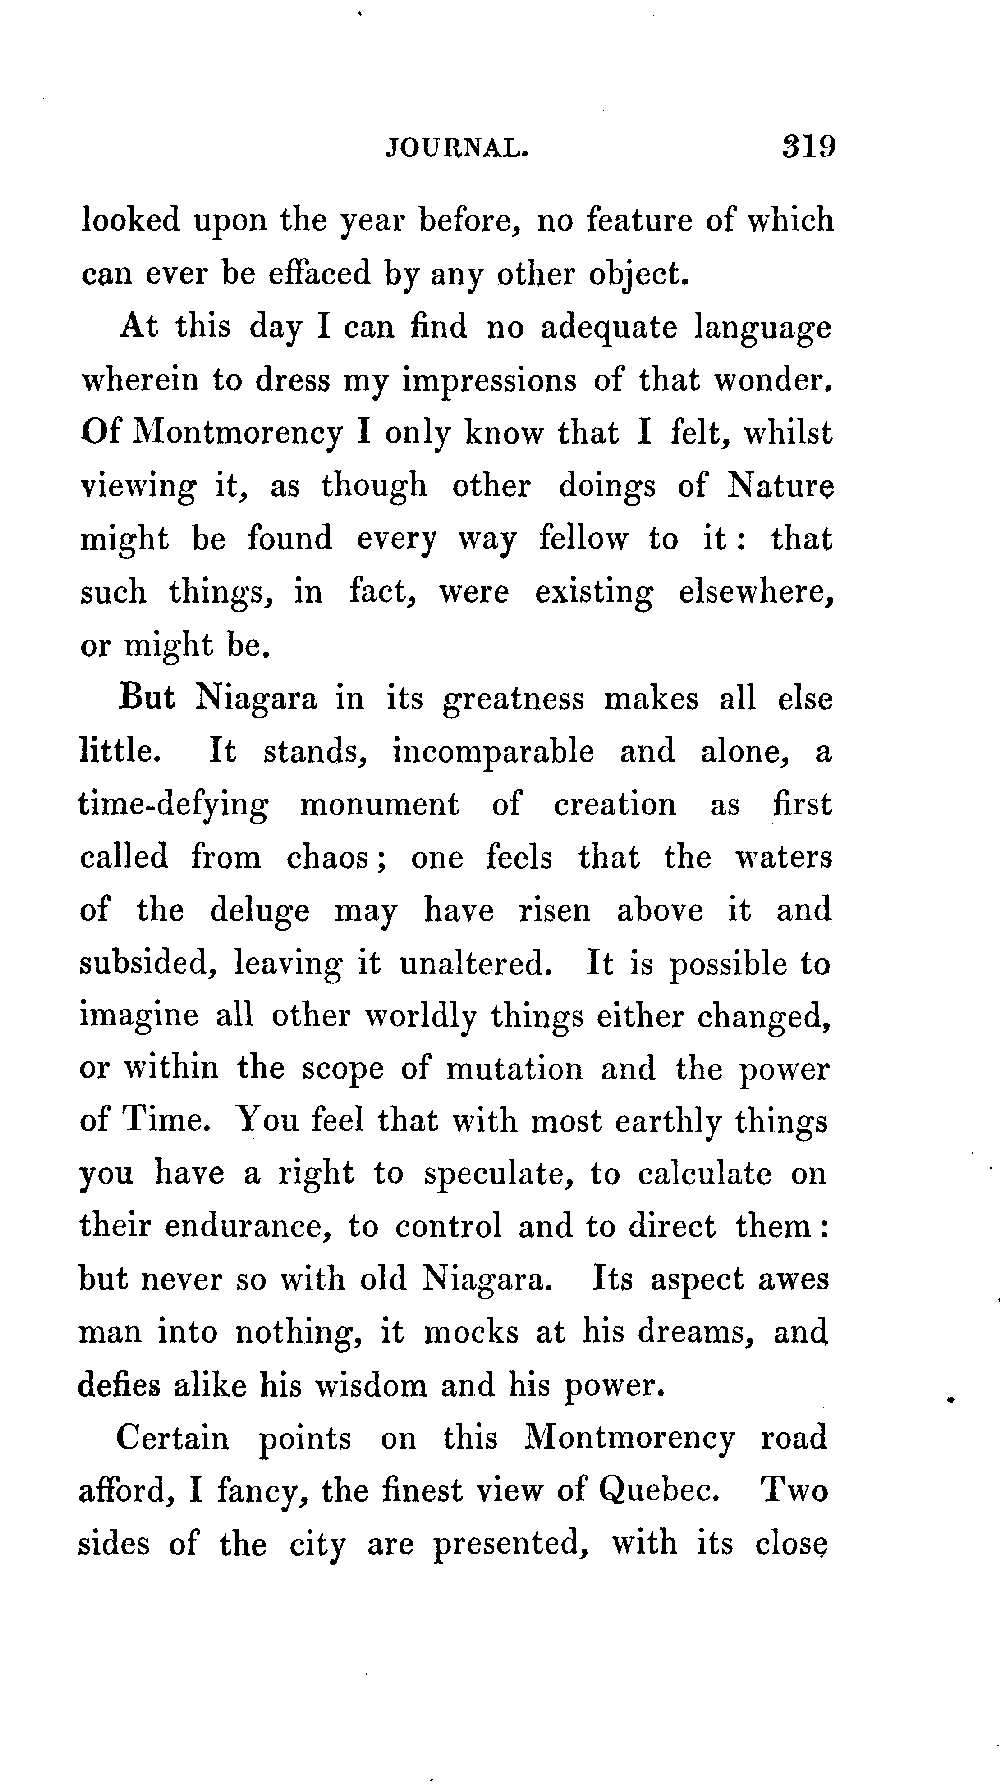 JOURNAL. 319
looked upon the year before, no feature of which
can ever be effaced by any other object.
At this day I can find no adequate language
wherein to dress my impressions of that wonder.
Of Montmorency I only know that I felt, whilst
viewing it, as though other doings of Nature
might be found every way fellow to it : that
such things, in fact, were existing elsewhere,
or might be.
But Niagara in its greatness makes all else
little. It stands, incomparable and alone, a
time-defying monument of creation as first
called from chaos ; one feels that the waters
of the deluge may have risen above it and
subsided, leaving it unaltered. It is possible to
imagine all other worldly things either changed,
or within the scope of mutation and the power
of Time. You feel that with most earthly things
you have a right to speculate, to calculate on
their endurance, to control and to direct them :
but never so with old Niagara. Its aspect awes
man into nothing, it mocks at his dreams, and
defies alike his wisdom and his power.
Certain points on this Montmorency road
afford, I fancy, the finest view of Quebec. Two
sides of the city are presented, with its close